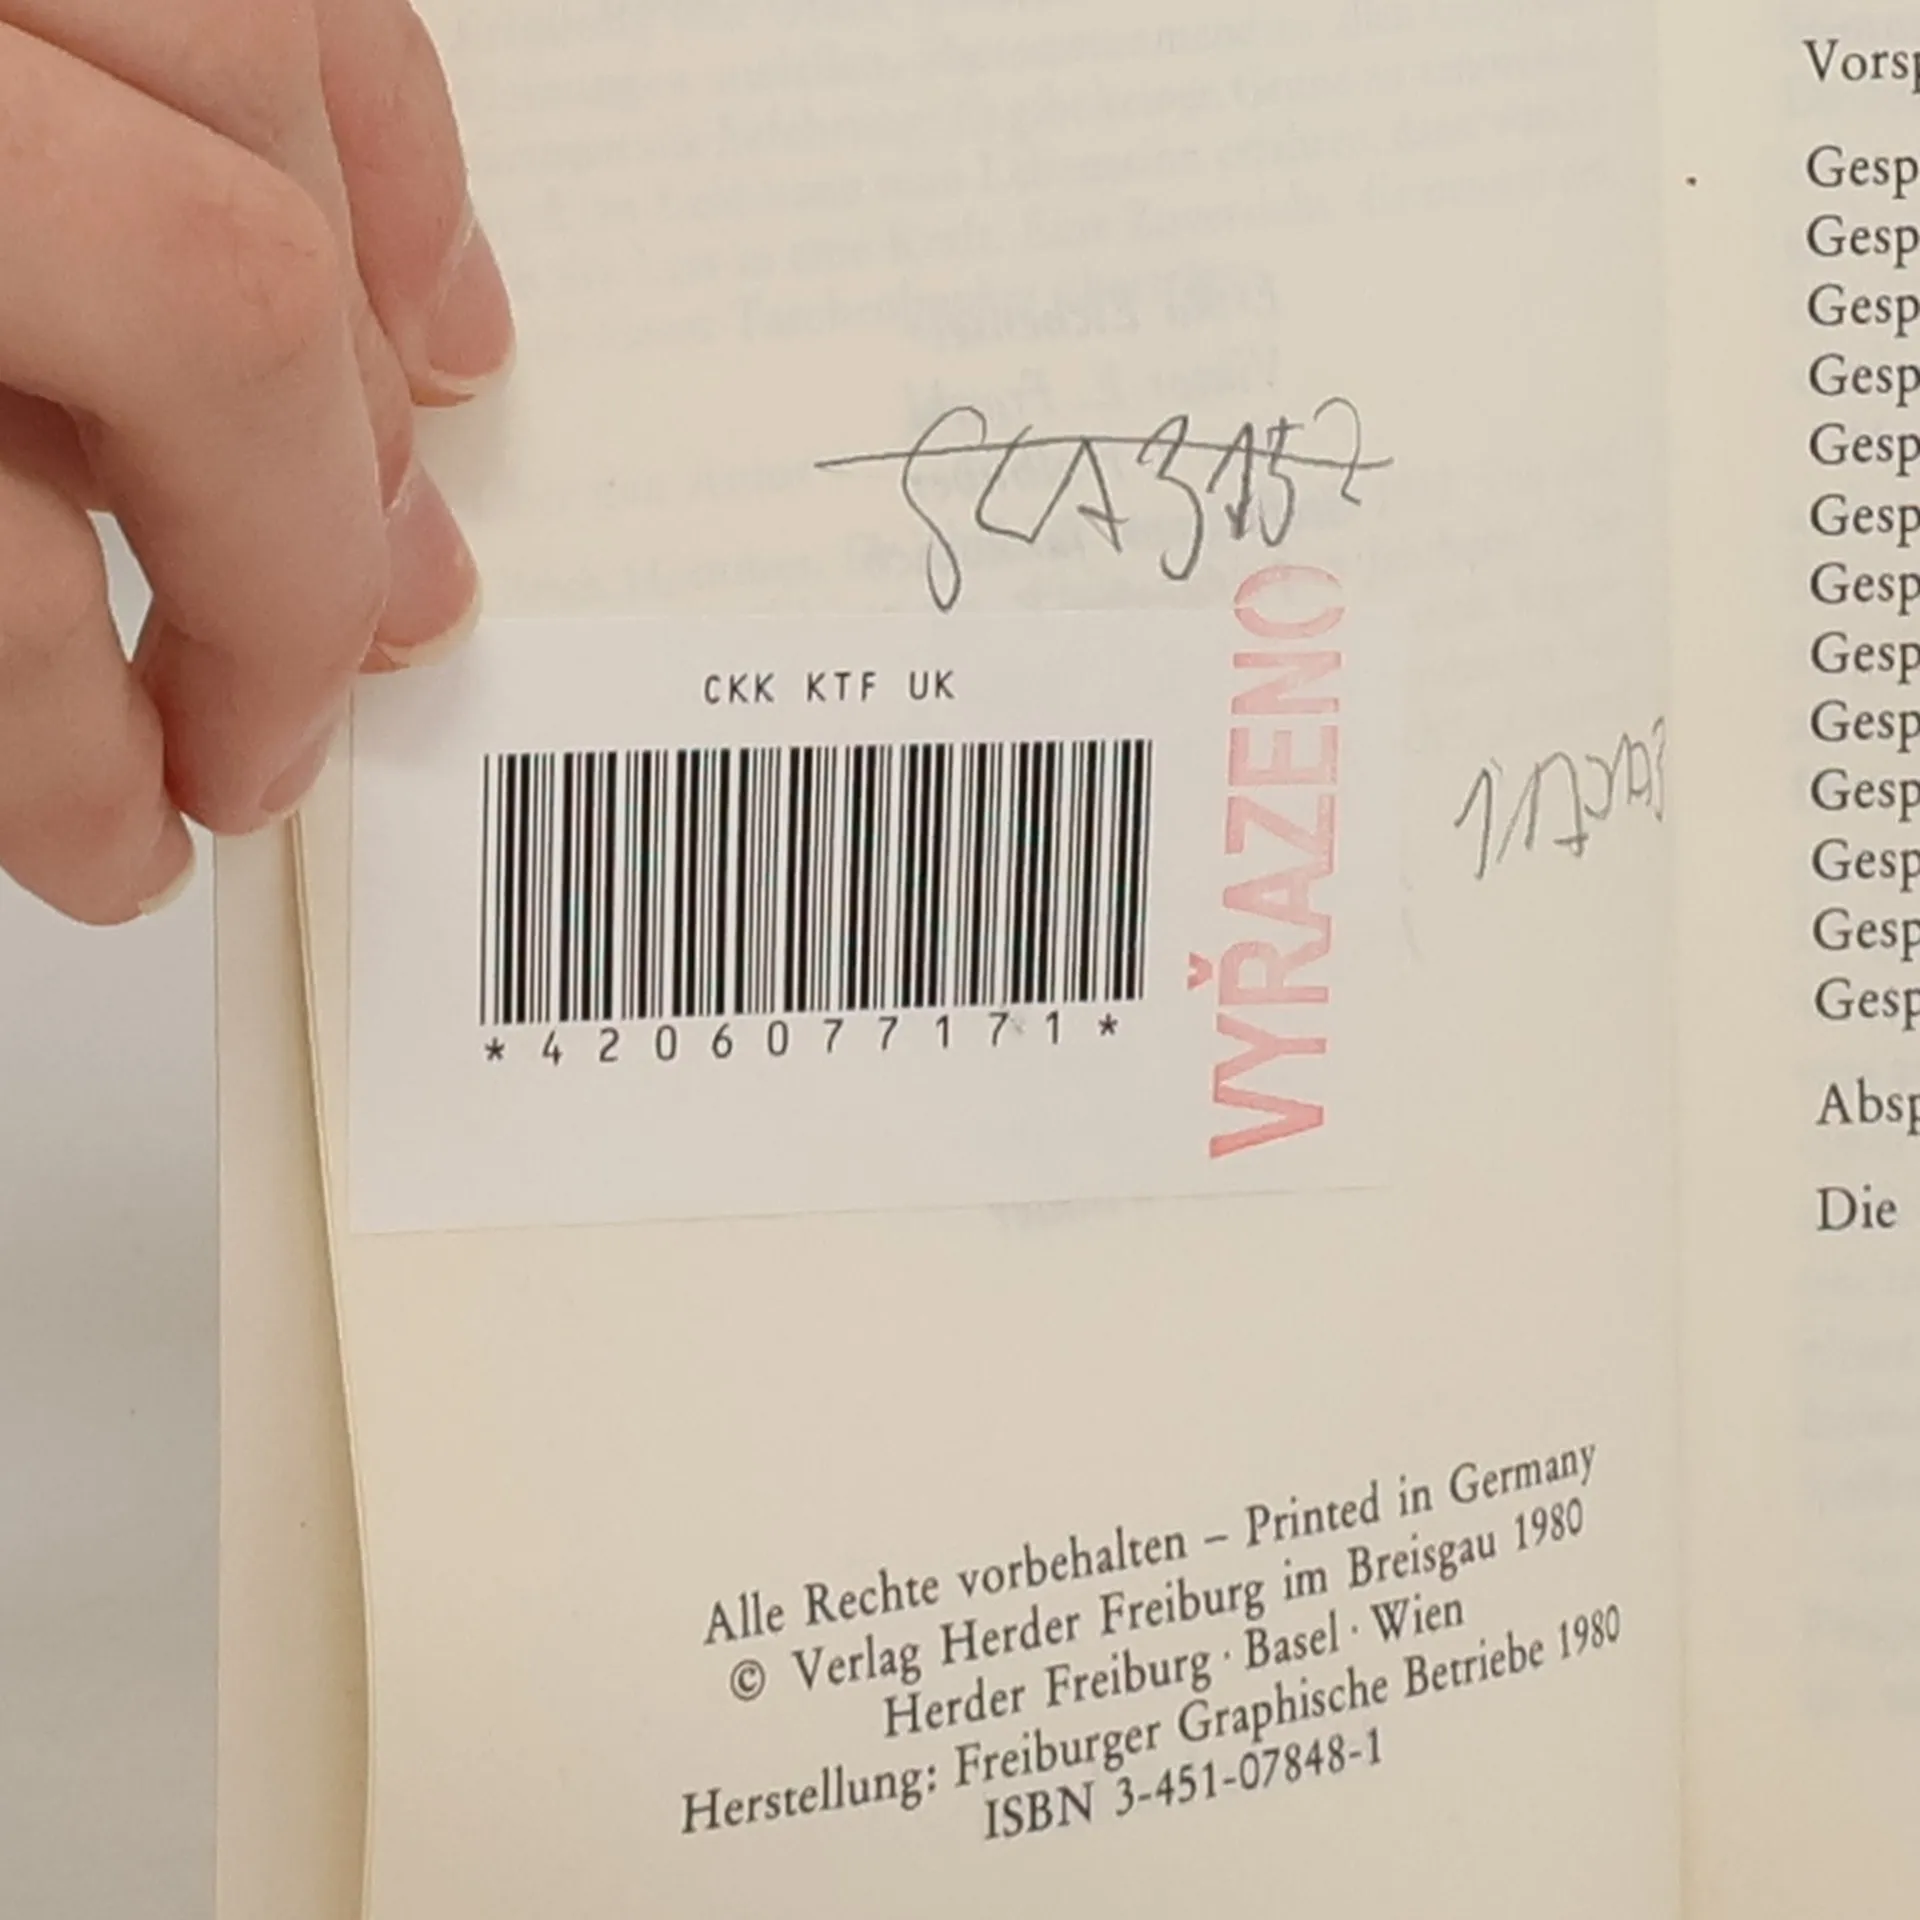 CKK KTF UK
*4206077171*
VYŘAZENO
Alle Rechte vorbehalten – Printed in Germany
© Verlag Herder Freiburg im Breisgau 1980
Herder Freiburg · Basel · Wien
Herstellung: Freiburger Graphische Betriebe 1980
ISBN 3-451-07848-1
Vorsp
Gesp
Gesp
Gesp
Gesp
Gesp
Gesp
Gesp
Gesp
Gesp
Gesp
Gesp
Gesp
Gesp
Absp
Die